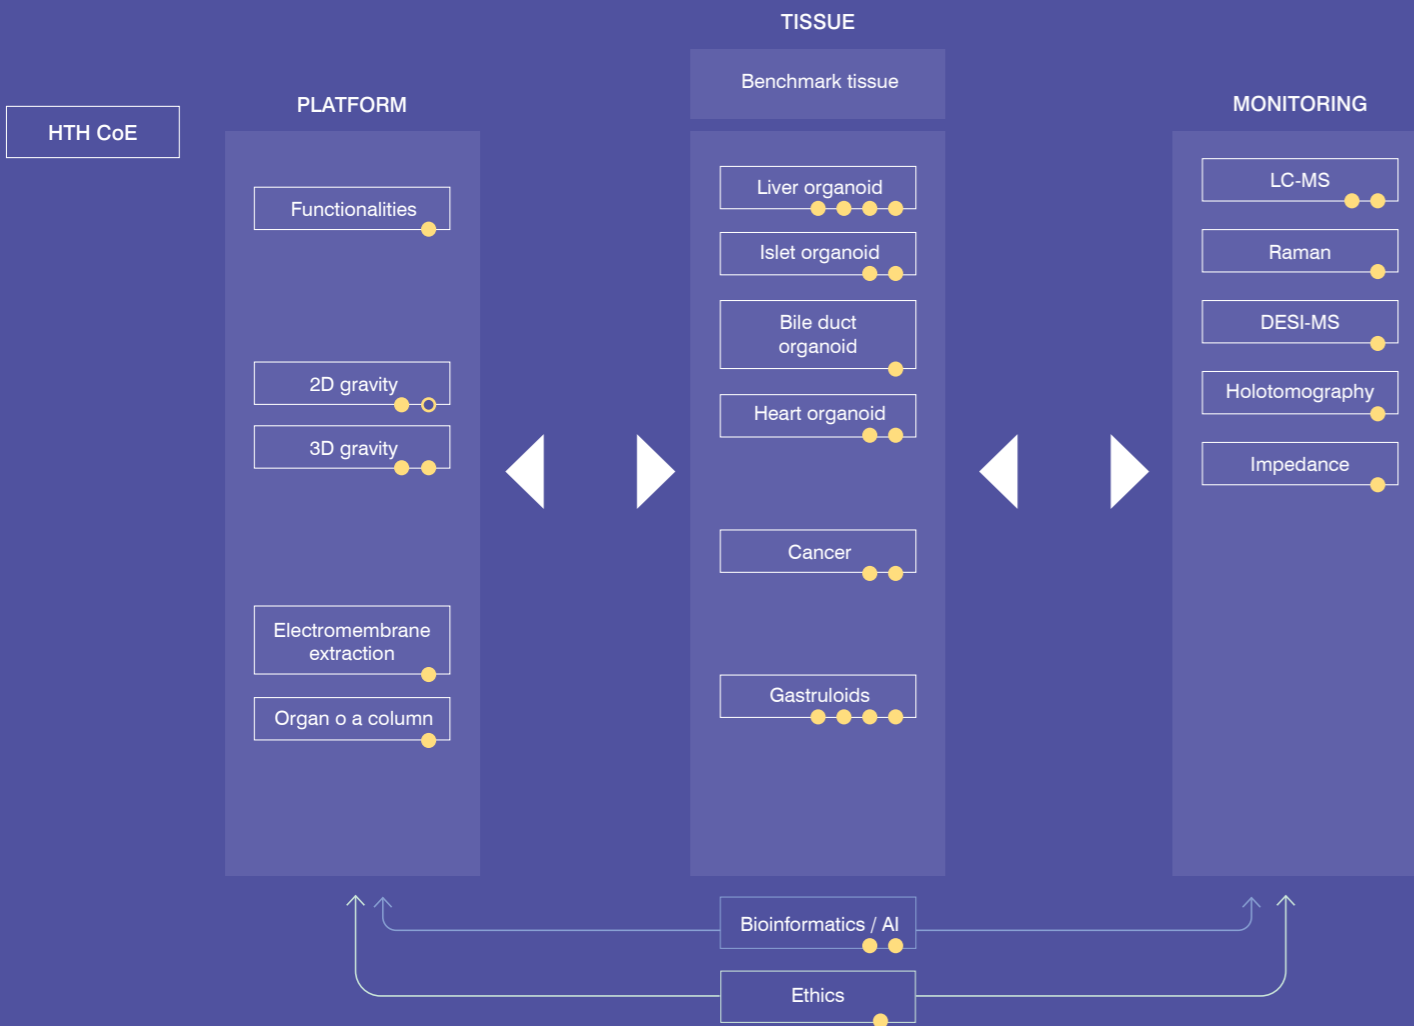 HTH CoE
PLATFORM
Functionalities
2D gravity
3D gravity
Electromembrane
extraction
Organ o a column
TISSUE
Benchmark tissue
Liver organoid
Islet organoid
Bile duct
organoid
Heart organoid
Cancer
Gastruloids
MONITORING
LC-MS
Raman
DESI-MS
Holotomography
Impedance
Bioinformatics / AI
Ethics